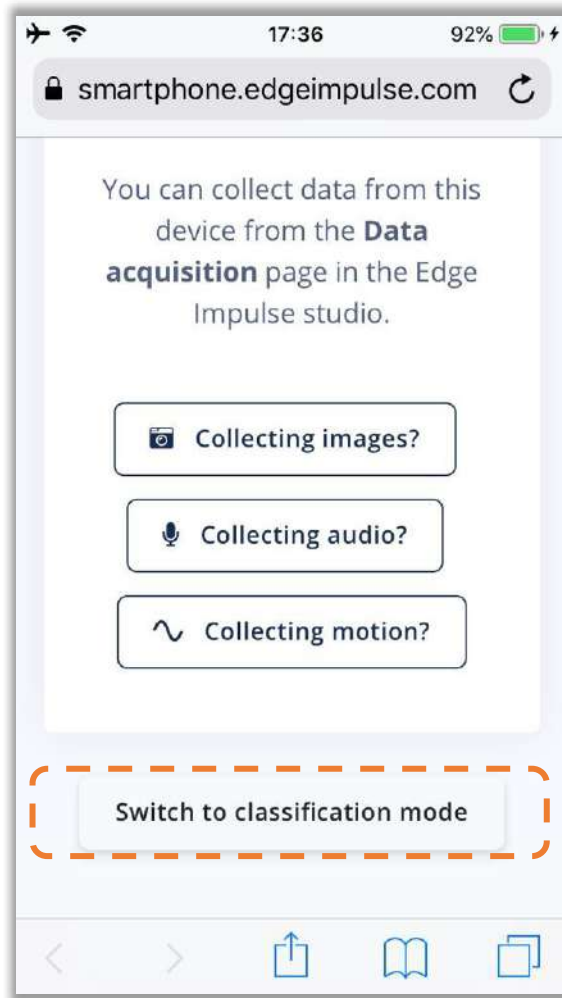 17:36
92%
smartphone.edgeimpulse.com
You can collect data from this
device from the Data
acquisition page in the Edge
Impulse studio.
Collecting images?
Collecting audio?
Collecting motion?
Switch to classification mode